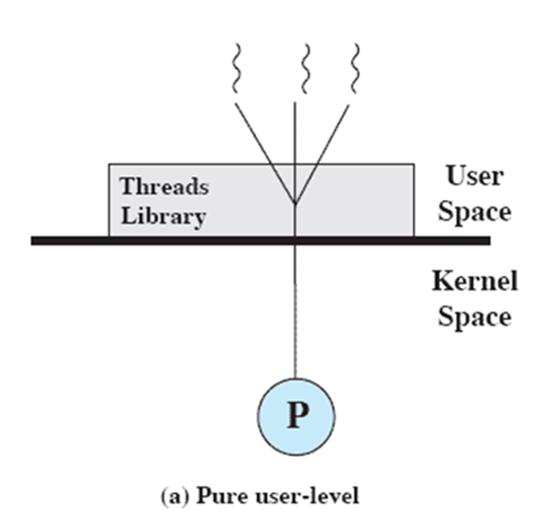 Threads
Library
User
Space
Kernel
Space
P
(a) Pure user-level